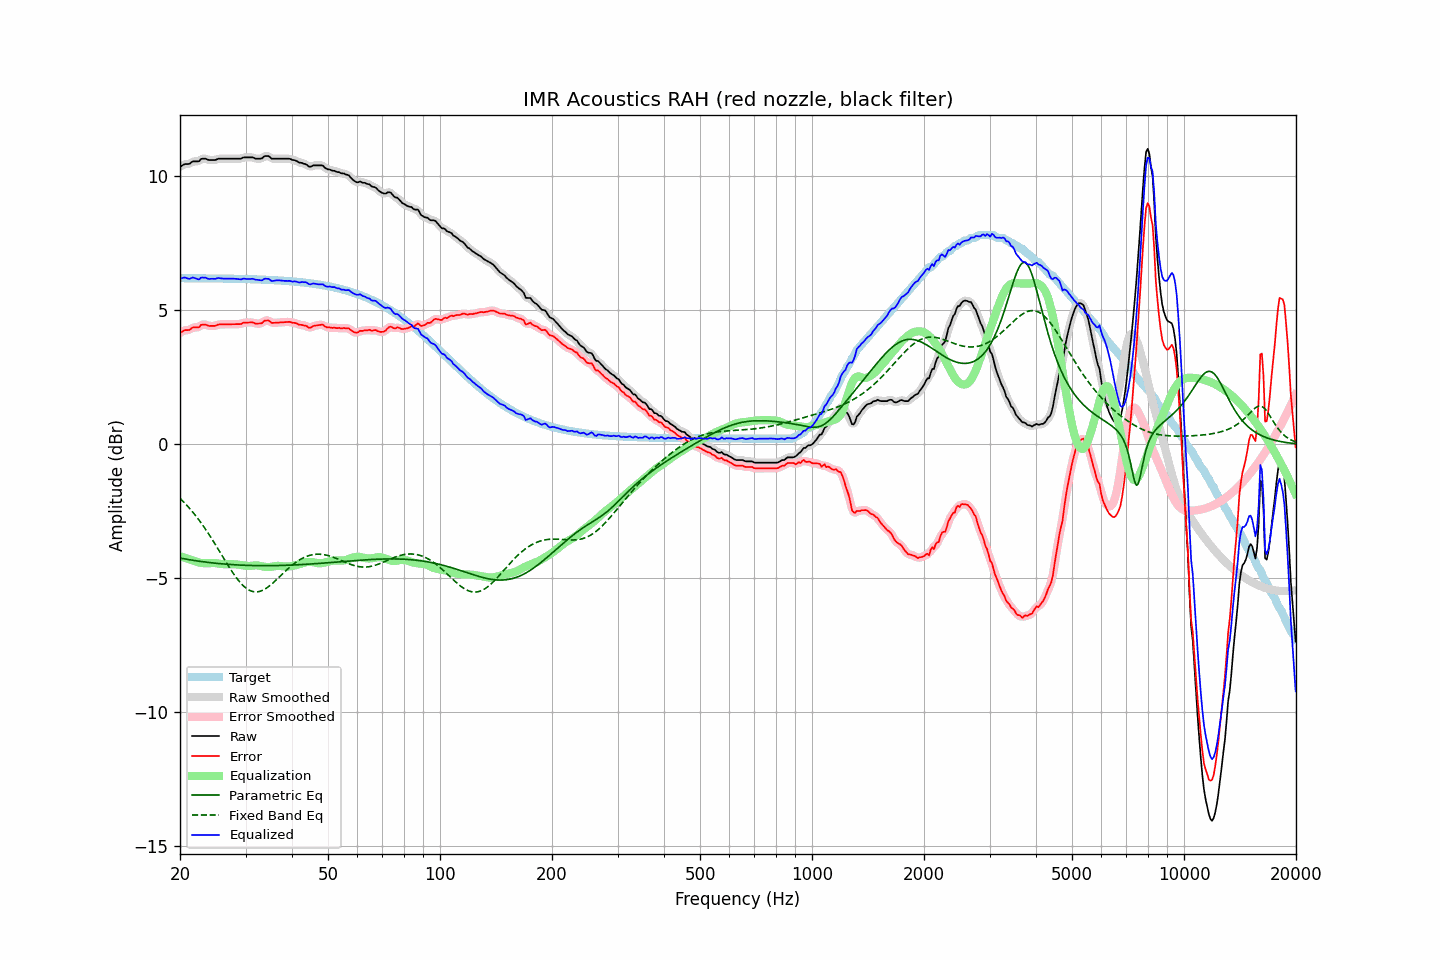 IMR Acoustics RAH (red nozzle, black filter)
Amplitude (dBr)
10
5
0
−5
−10
−15
Target
Raw Smoothed
Error Smoothed
Raw
Error
Equalization
Parametric Eq
Fixed Band Eq
Equalized
20 50 100 200 500 1000 2000 5000 10000 20000
Frequency (Hz)